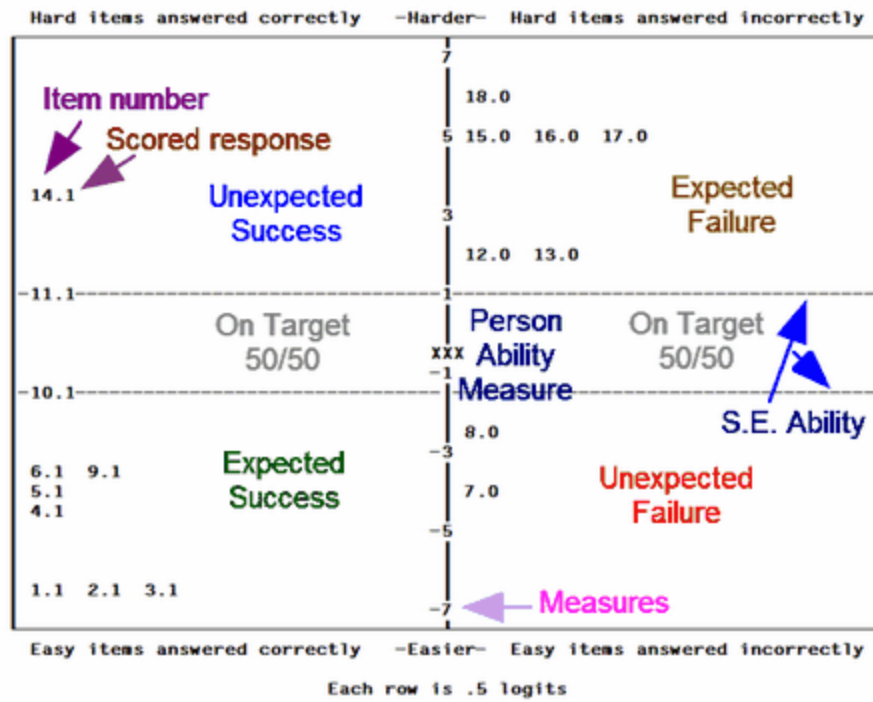 Hard items answered correctly -Harder- Hard items answered incorrectly
7
Item number
18.0
Scored response
5 15.0 16.0 17.0
14.1
Unexpected
Success
Expected
Failure
3
12.0 13.0
-11.1 1
On Target
50/50
Person
Ability
Measure
On Target
50/50
XXX
-1
-10.1
S.E. Ability
8.0
-3
Expected
Success
Unexpected
Failure
6.1 9.1
5.1
7.0
4.1
-5
1.1 2.1 3.1
-7
Measures
Easy items answered correctly -Easier- Easy items answered incorrectly
Each row is .5 logits